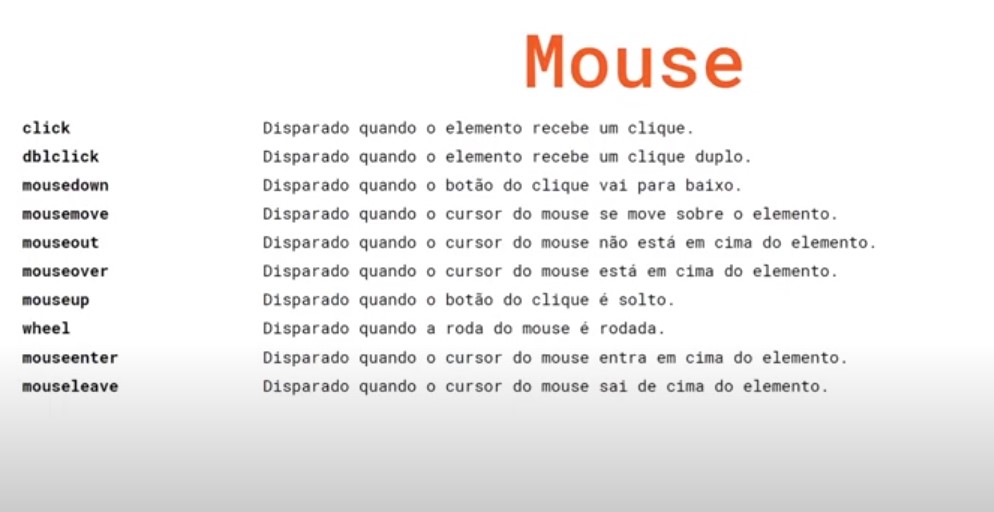 Mouse
click Disparado quando o elemento recebe um clique.
dblclick Disparado quando o elemento recebe um clique duplo.
mousedown Disparado quando o botão do clique vai para baixo.
mousemove Disparado quando o cursor do mouse se move sobre o elemento.
mouseout Disparado quando o cursor do mouse não está em cima do elemento.
mouseover Disparado quando o cursor do mouse está em cima do elemento.
mouseup Disparado quando o botão do clique é solto.
wheel Disparado quando a roda do mouse é rodada.
mouseenter Disparado quando o cursor do mouse entra em cima do elemento.
mouseleave Disparado quando o cursor do mouse sai de cima do elemento.